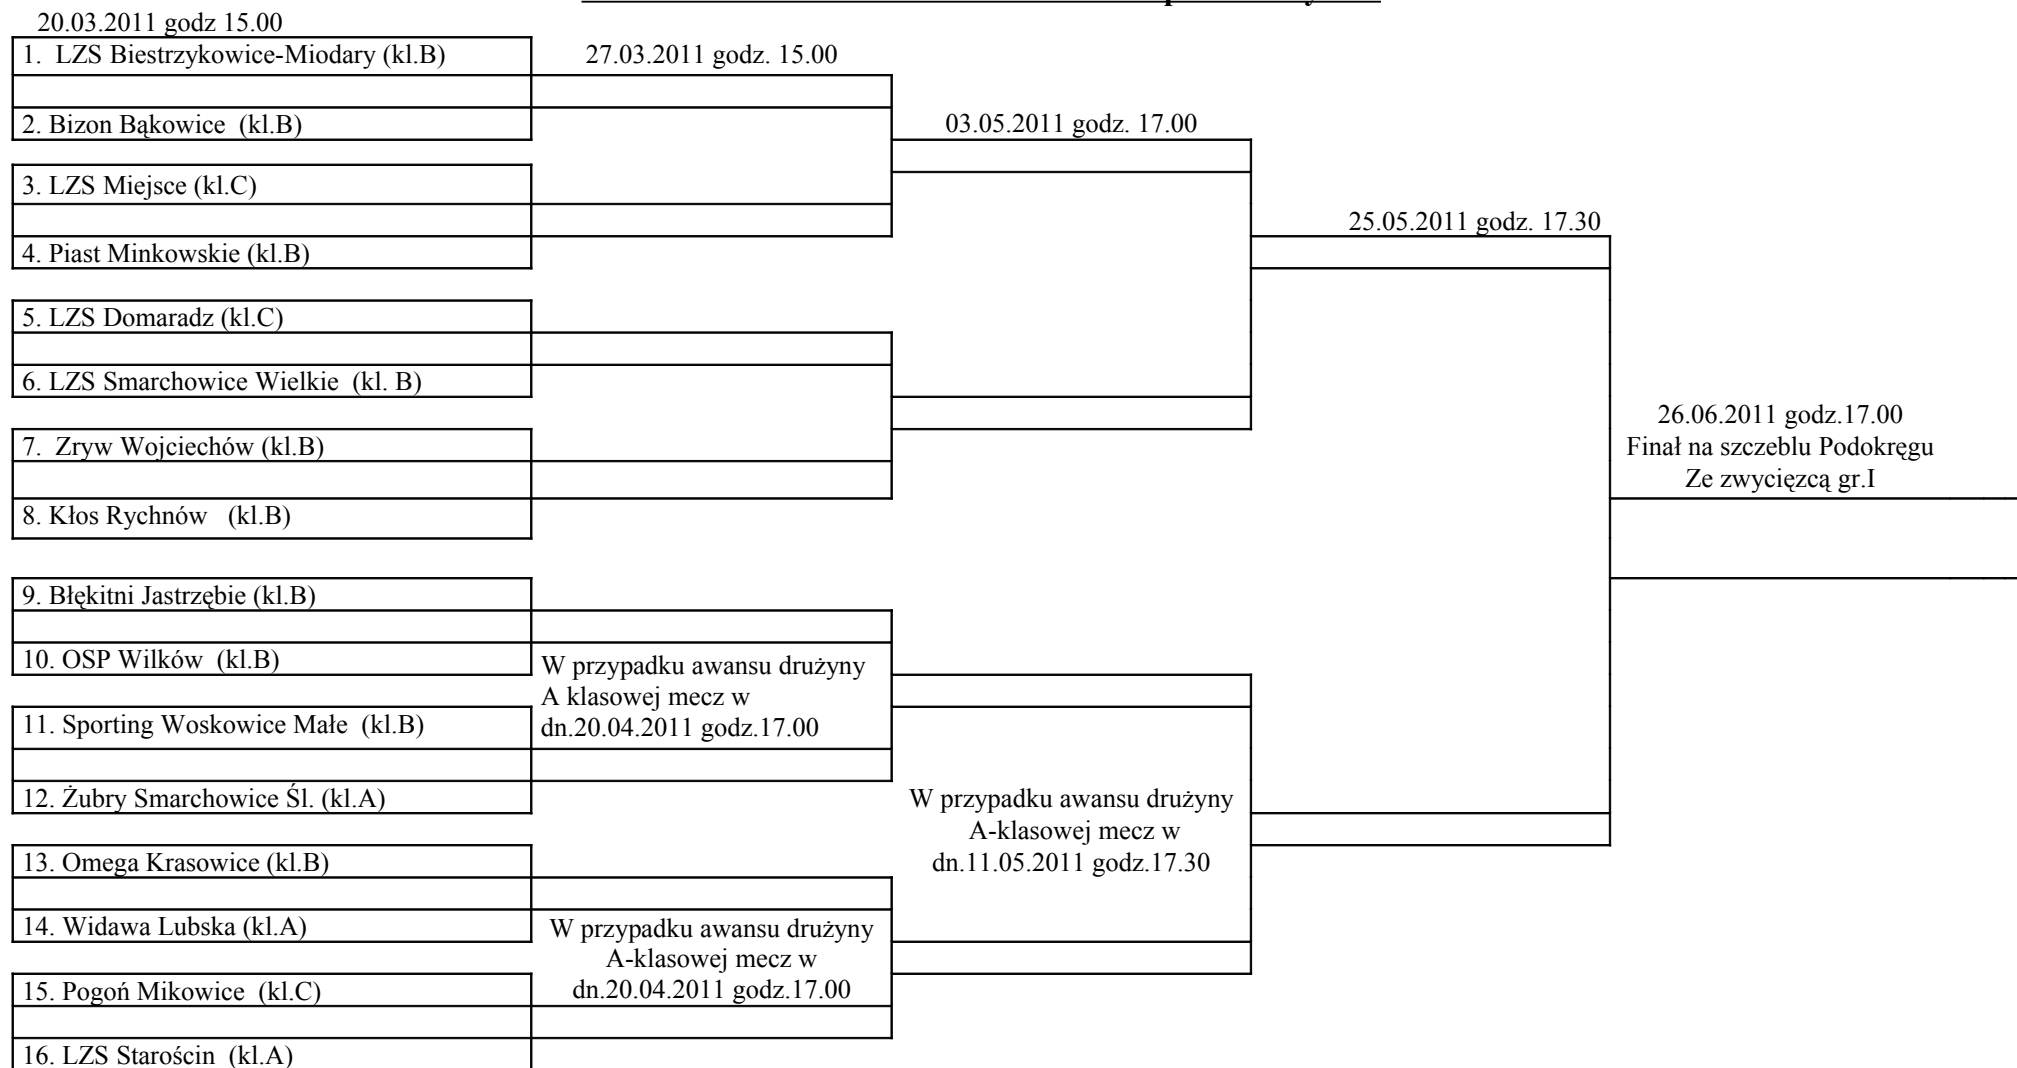 20.03.2011 godz 15.00
1. LZS Biestrzykowice-Miodary (kl.B)
27.03.2011 godz. 15.00
2. Bizon Bąkowice (kl.B)
03.05.2011 godz. 17.00
3. LZS Miejsce (kl.C)
25.05.2011 godz. 17.30
4. Piast Minkowskie (kl.B)
5. LZS Domaradz (kl.C)
6. LZS Smarchowice Wielkie (kl. B)
26.06.2011 godz.17.00
Finał na szczeblu Podokręgu
Ze zwycięzcą gr.I
7. Zryw Wojciechów (kl.B)
8. Kłos Rychnów (kl.B)
9. Błękitni Jastrzębie (kl.B)
10. OSP Wilków (kl.B)
W przypadku awansu drużyny
A klasowej mecz w
dn.20.04.2011 godz.17.00
11. Sporting Woskowice Małe (kl.B)
12. Żubry Smarchowice Śl. (kl.A)
W przypadku awansu drużyny
A-klasowej mecz w
dn.11.05.2011 godz.17.30
13. Omega Krasowice (kl.B)
14. Widawa Lubska (kl.A)
W przypadku awansu drużyny
A-klasowej mecz w
dn.20.04.2011 godz.17.00
15. Pogoń Mikowice (kl.C)
16. LZS Starościn (kl.A)